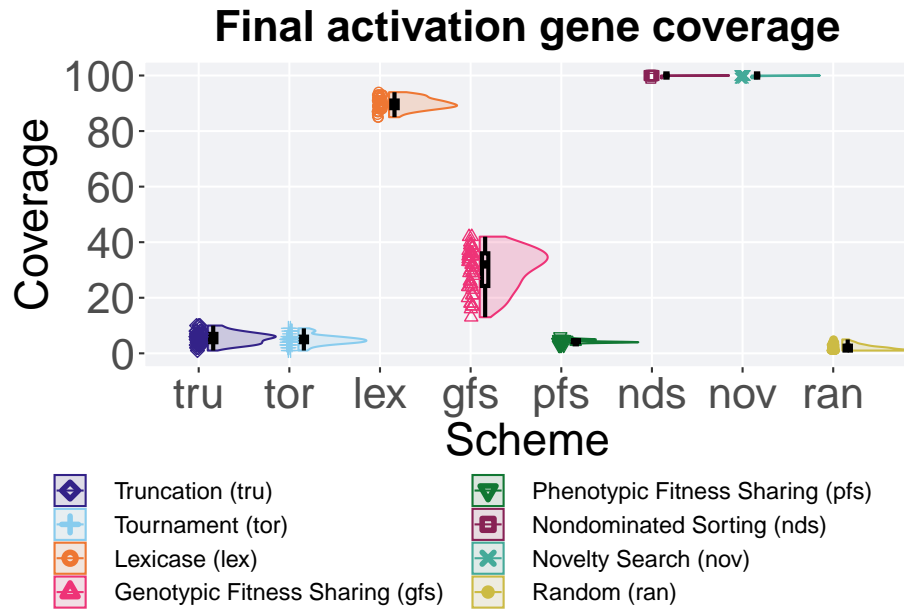 Final activation gene coverage
Coverage
100
80
60
40
20
0
tru tor lex gfs pfs nds nov ran
Scheme
Truncation (tru)
Tournament (tor)
Lexicase (lex)
Genotypic Fitness Sharing (gfs)
Phenotypic Fitness Sharing (pfs)
Nondominated Sorting (nds)
Novelty Search (nov)
Random (ran)